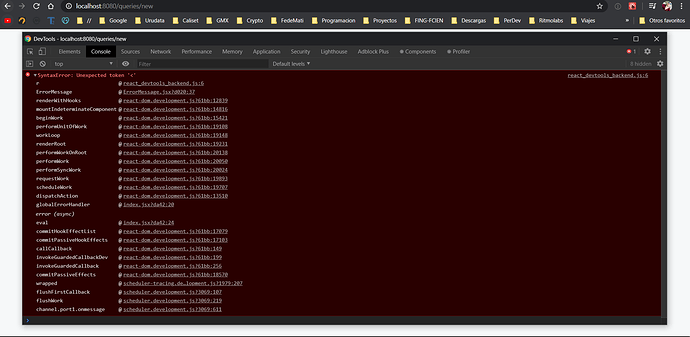 localhost:8080/queries/new
// Google Urudata Caliset GMX Crypto FedeMati Programacion Proyectos FING-FCIEN Descargas PerDev Ritmolabs Viajes » Otros favoritos
DevTools - localhost:8080/queries/new
Elements Console Sources Network Performance Memory Application Security Lighthouse Adblock Plus Components Profiler 1
top Filter Default levels 8 hidden
SyntaxError: Unexpected token '<' react_devtools_backend.js:6
r @ react_devtools_backend.js:6
ErrorMessage @ ErrorMessage.jsx?d020:37
renderWithHooks @ react-dom.development.js?61bb:12839
mountIndeterminateComponent @ react-dom.development.js?61bb:14816
beginWork @ react-dom.development.js?61bb:15421
performUnitOfWork @ react-dom.development.js?61bb:19108
workLoop @ react-dom.development.js?61bb:19148
renderRoot @ react-dom.development.js?61bb:19231
performWorkOnRoot @ react-dom.development.js?61bb:20138
performWork @ react-dom.development.js?61bb:20050
performSyncWork @ react-dom.development.js?61bb:20024
requestWork @ react-dom.development.js?61bb:19893
scheduleWork @ react-dom.development.js?61bb:19707
dispatchAction @ react-dom.development.js?61bb:13510
globalErrorHandler @ index.jsx?da42:20
error (async)
eval @ index.jsx?da42:24
commitHookEffectList @ react-dom.development.js?61bb:17079
commitPassiveHookEffects @ react-dom.development.js?61bb:17103
callCallback @ react-dom.development.js?61bb:149
invokeGuardedCallbackDev @ react-dom.development.js?61bb:199
invokeGuardedCallback @ react-dom.development.js?61bb:256
commitPassiveEffects @ react-dom.development.js?61bb:18570
wrapped @ scheduler-tracing.de…lopment.js?1979:207
flushFirstCallback @ scheduler.development.js?3069:107
flushWork @ scheduler.development.js?3069:219
channel.port1.onmessage @ scheduler.development.js?3069:611